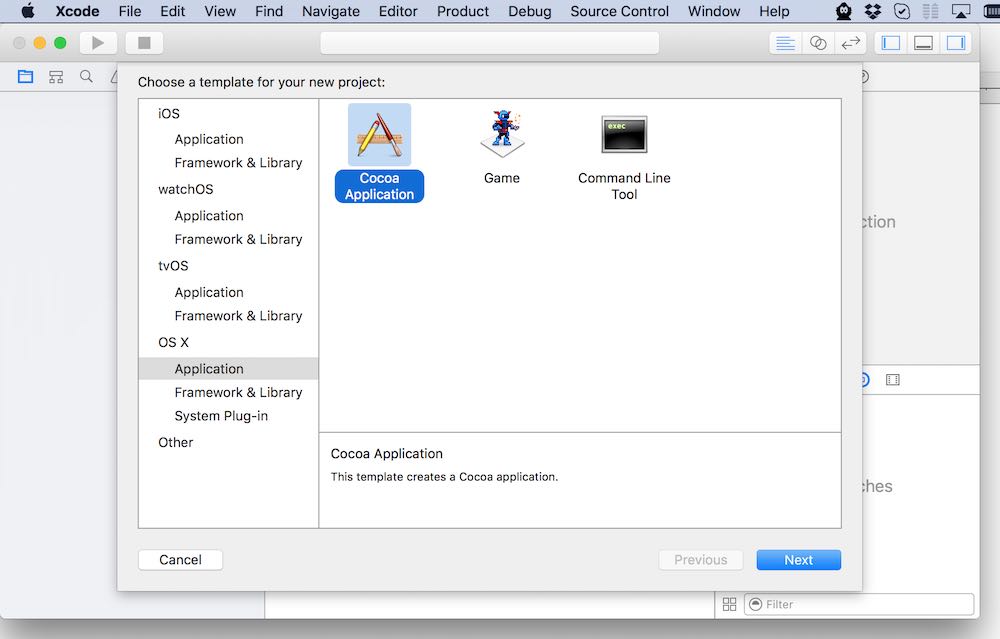 Xcode File Edit View Find Navigate Editor Product Debug Source Control Window Help
Choose a template for your new project:
iOS
Application
Framework & Library
watchOS
Application
Framework & Library
tvOS
Application
Framework & Library
OS X
Application
Framework & Library
System Plug-in
Other
Cocoa
Application
exec
Game
Command Line
Tool
Cocoa Application
This template creates a Cocoa application.
Cancel
Previous
Next
ction
ches
Filter